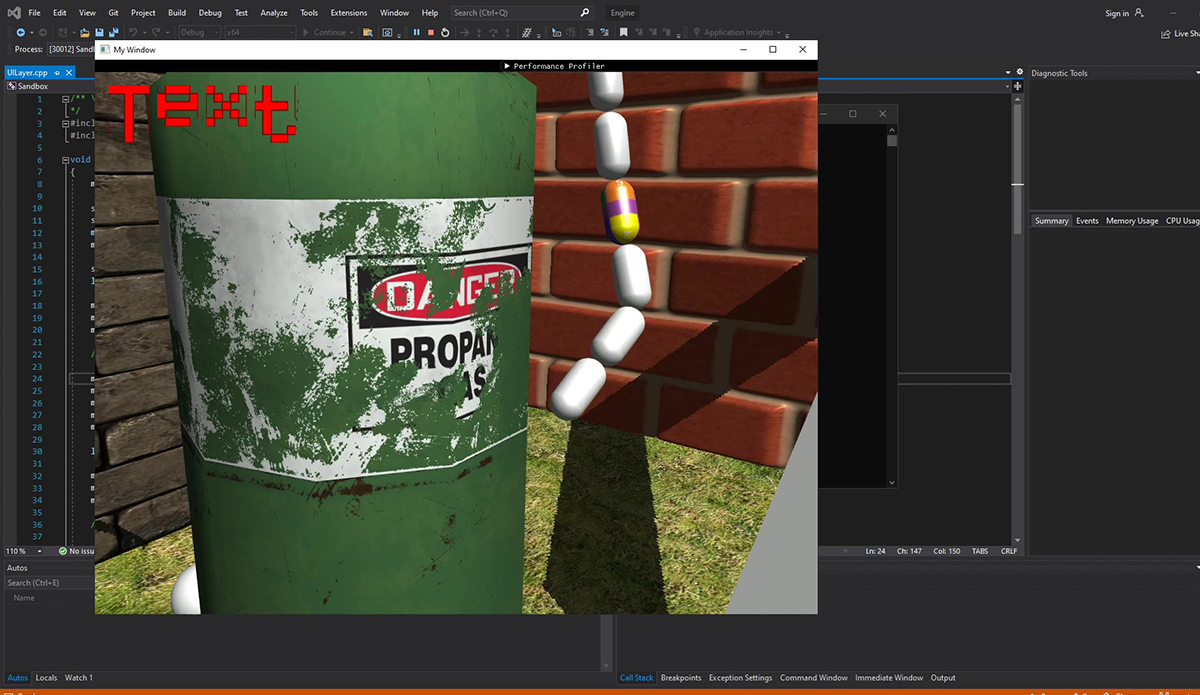 File Edit View Git Project Build Debug Test Analyze Tools Extensions Window Help Search (Ctrl+Q) Engine Sign in
Debug x64 Continue Application Insights Live Sha
Process: [30012] Sandl
My Window
Performance Profiler
UILayer.cpp
Sandbox
Diagnostic Tools
Summary Events Memory Usage CPU Usag
1 /** \
2 */
3 #incl
4 #incl
5
6 void
7 {
8 m
9
10 s
11 s
12 m
13 m
14
15 s
16 l
17
18 m
19 m
20 m
21
22 /
23
24 m
25 m
26 m
27 m
28 m
29
30 l
31
32 m
33 m
34 m
35
36 /
37
Text
DANGER
PROPAN
AS
110 % No issu Ln: 24 Ch: 147 Col: 150 TABS CRLF
Autos
Search (Ctrl+E)
Name
Autos Locals Watch 1
Call Stack Breakpoints Exception Settings Command Window Immediate Window Output